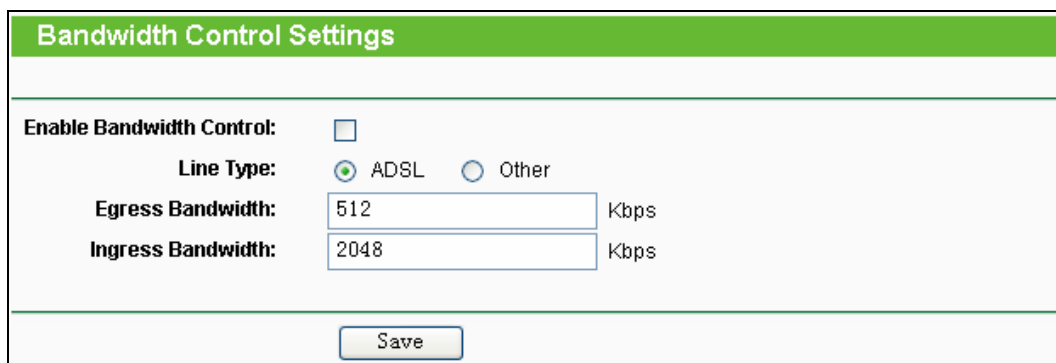 Bandwidth Control Settings
Enable Bandwidth Control:
Line Type: ADSL Other
Egress Bandwidth: 512 Kbps
Ingress Bandwidth: 2048 Kbps
Save